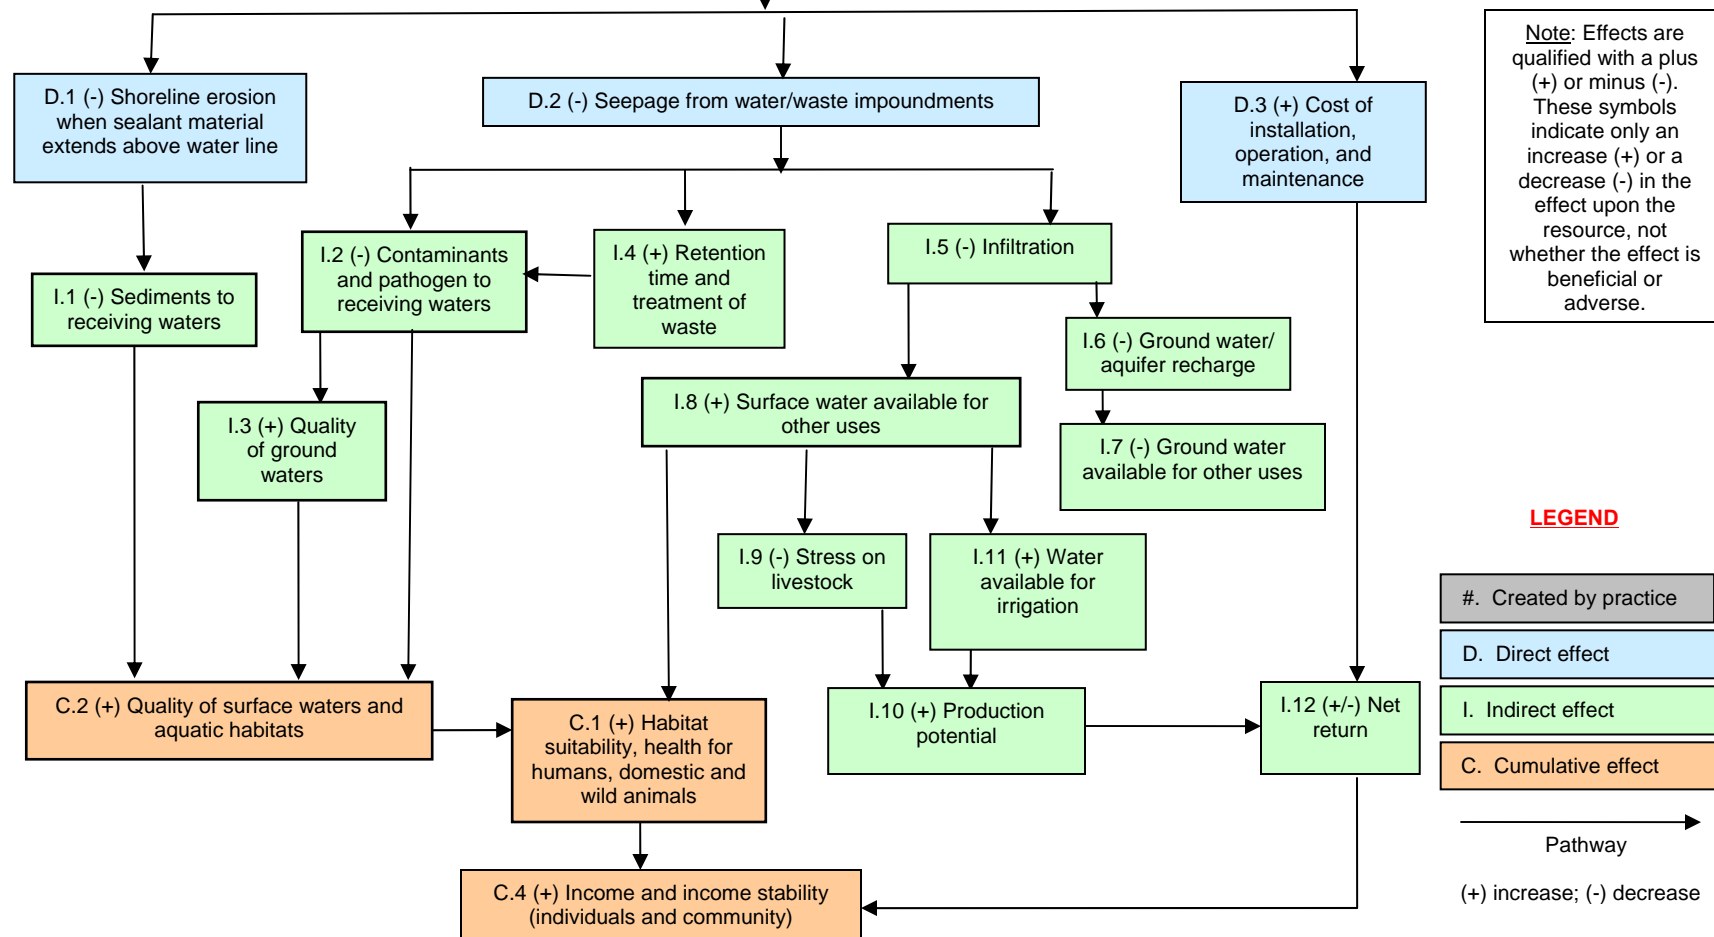 D.1 (-) Shoreline erosion
when sealant material
extends above water line
D.2 (-) Seepage from water/waste impoundments
D.3 (+) Cost of
installation,
operation, and
maintenance
Note: Effects are
qualified with a plus
(+) or minus (-).
These symbols
indicate only an
increase (+) or a
decrease (-) in the
effect upon the
resource, not
whether the effect is
beneficial or
adverse.
I.1 (-) Sediments to
receiving waters
I.2 (-) Contaminants
and pathogen to
receiving waters
I.4 (+) Retention
time and
treatment of
waste
I.5 (-) Infiltration
I.6 (-) Ground water/
aquifer recharge
I.3 (+) Quality
of ground
waters
I.8 (+) Surface water available for
other uses
I.7 (-) Ground water
available for other uses
I.9 (-) Stress on
livestock
I.11 (+) Water
available for
irrigation
C.2 (+) Quality of surface waters and
aquatic habitats
C.1 (+) Habitat
suitability, health for
humans, domestic and
wild animals
I.10 (+) Production
potential
I.12 (+/-) Net
return
C.4 (+) Income and income stability
(individuals and community)
LEGEND
#. Created by practice
D. Direct effect
I. Indirect effect
C. Cumulative effect
Pathway
(+) increase; (-) decrease